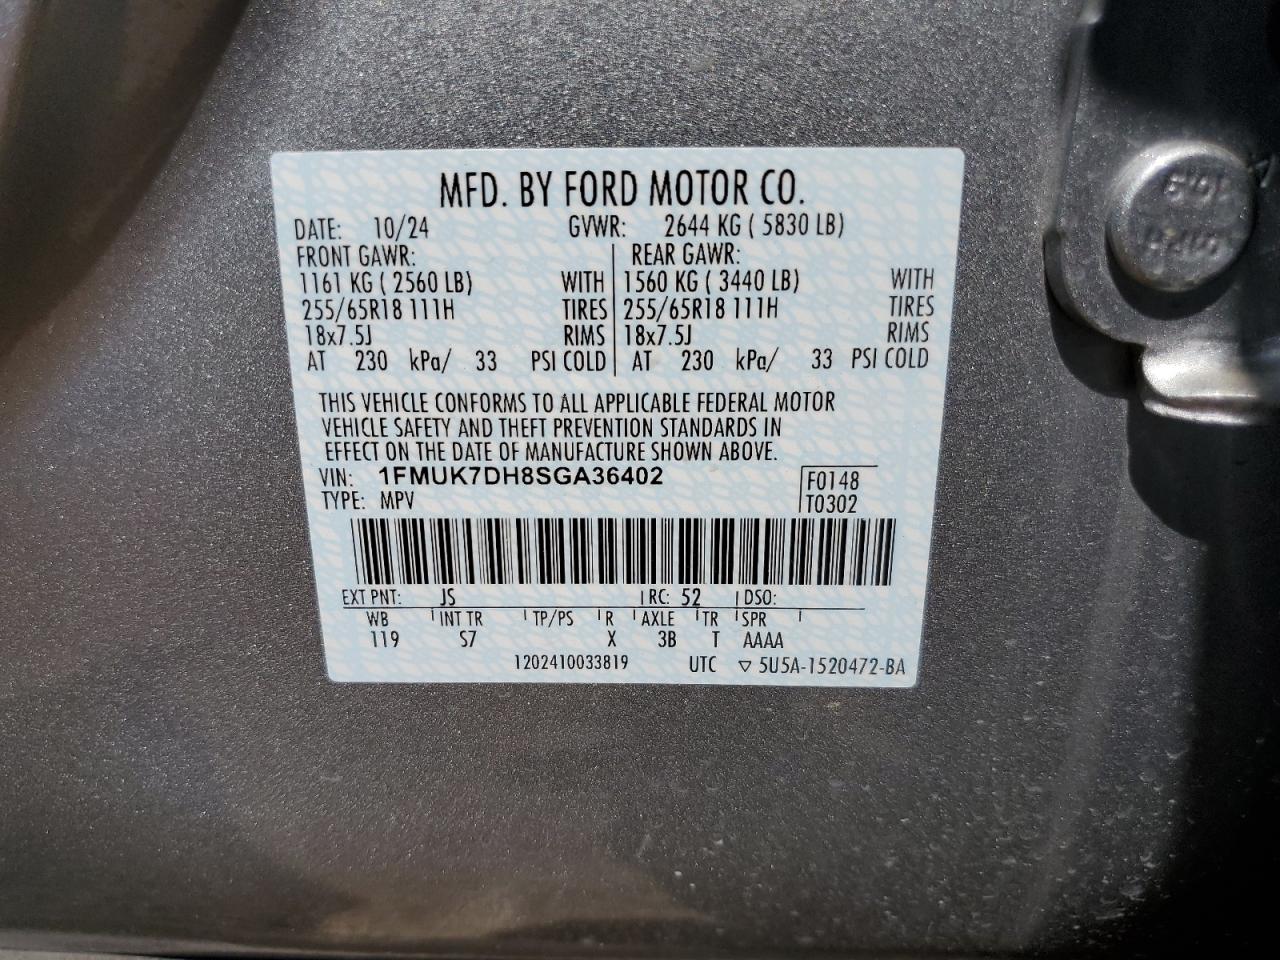 MFD. BY FORD MOTOR CO.
DATE: 10/24 GVWR: 2644 KG ( 5830 LB)
FRONT GAWR: REAR GAWR:
1161 KG ( 2560 LB) WITH 1560 KG ( 3440 LB) WITH
255/65R18 111H TIRES 255/65R18 111H TIRES
18x7.5J RIMS 18x7.5J RIMS
AT 230 kPa/ 33 PSI COLD AT 230 kPa/ 33 PSI COLD
THIS VEHICLE CONFORMS TO ALL APPLICABLE FEDERAL MOTOR
VEHICLE SAFETY AND THEFT PREVENTION STANDARDS IN
EFFECT ON THE DATE OF MANUFACTURE SHOWN ABOVE.
VIN: 1FMUK7DH8SGA36402 F0148
TYPE: MPV T0302
EXT PNT: JS RC: 52 DSO:
WB INT TR TP/PS R AXLE TR SPR
119 S7 X 3B T AAAA
1202410033819 UTC ▽ 5U5A-1520472-BA